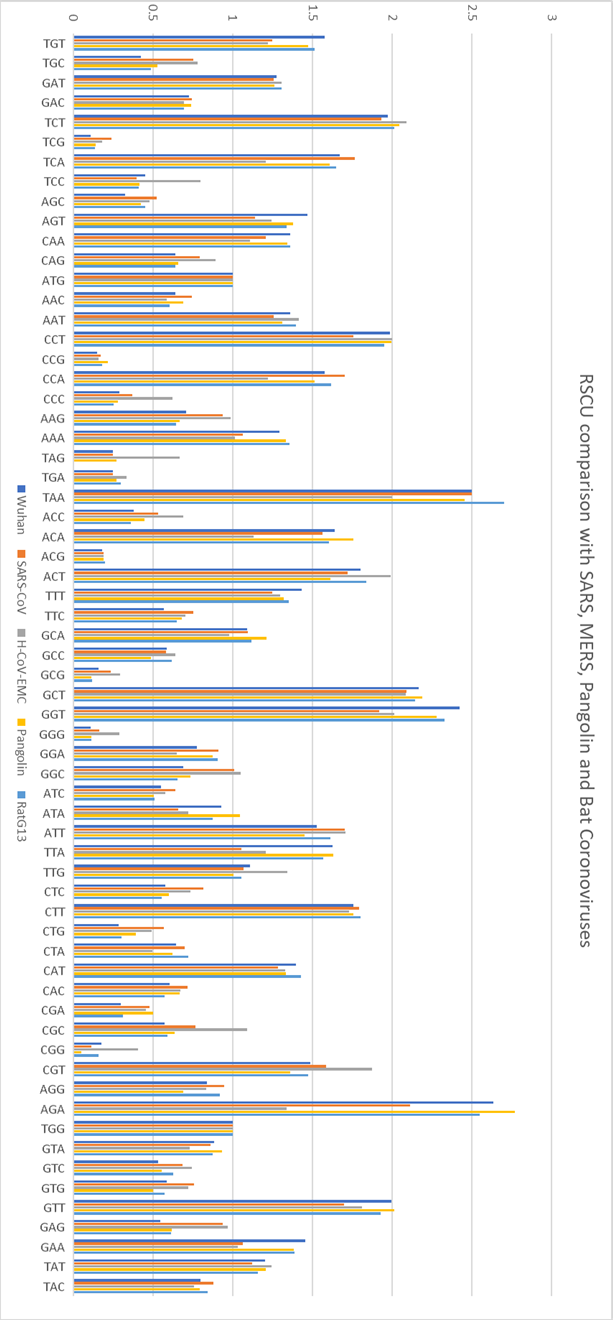 RSCU comparison with SARS, MERS, Pangolin and Bat Coronoviruses
3
2.5
2
1.5
1
0.5
0
TGT
TGC
GAT
GAC
TCT
TCG
TCA
TCC
AGC
AGT
CAA
CAG
ATG
AAC
AAT
CCT
CCG
CCA
CCC
AAG
AAA
TAG
TGA
TAA
ACC
ACA
ACG
ACT
TTT
TTC
GCA
GCC
GCG
GCT
GGT
GGG
GGA
GGC
ATC
ATA
ATT
TTA
TTG
CTC
CTT
CTG
CTA
CAT
CAC
CGA
CGC
CGG
CGT
AGG
AGA
TGG
GTA
GTC
GTG
GTT
GAG
GAA
TAT
TAC
Wuhan SARS-CoV H-CoV-EMC Pangolin RatG13